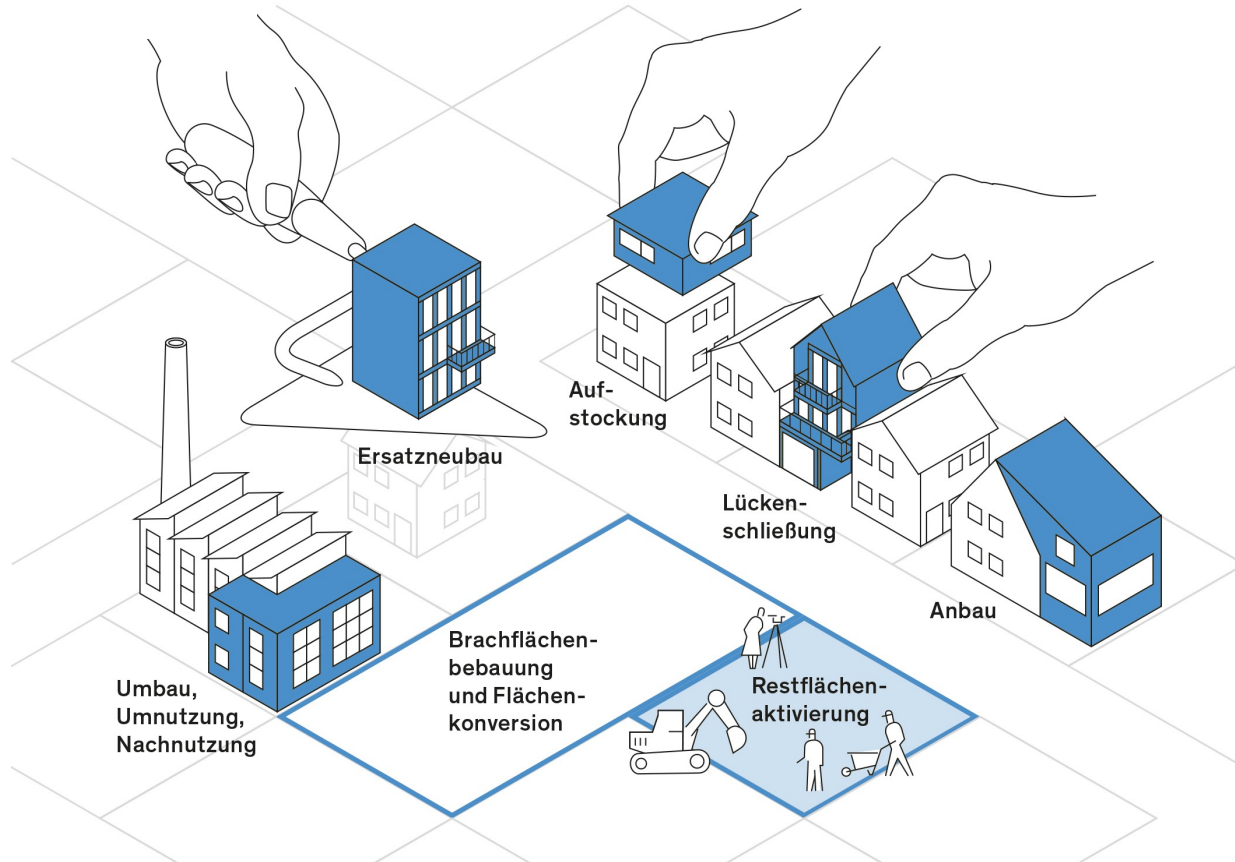 Auf-
stockung
Ersatzneubau
Lücken-
schließung
Anbau
Brachflächen-
bebauung
und Flächen-
konversion
Restflächen-
aktivierung
Umbau,
Umnutzung,
Nachnutzung